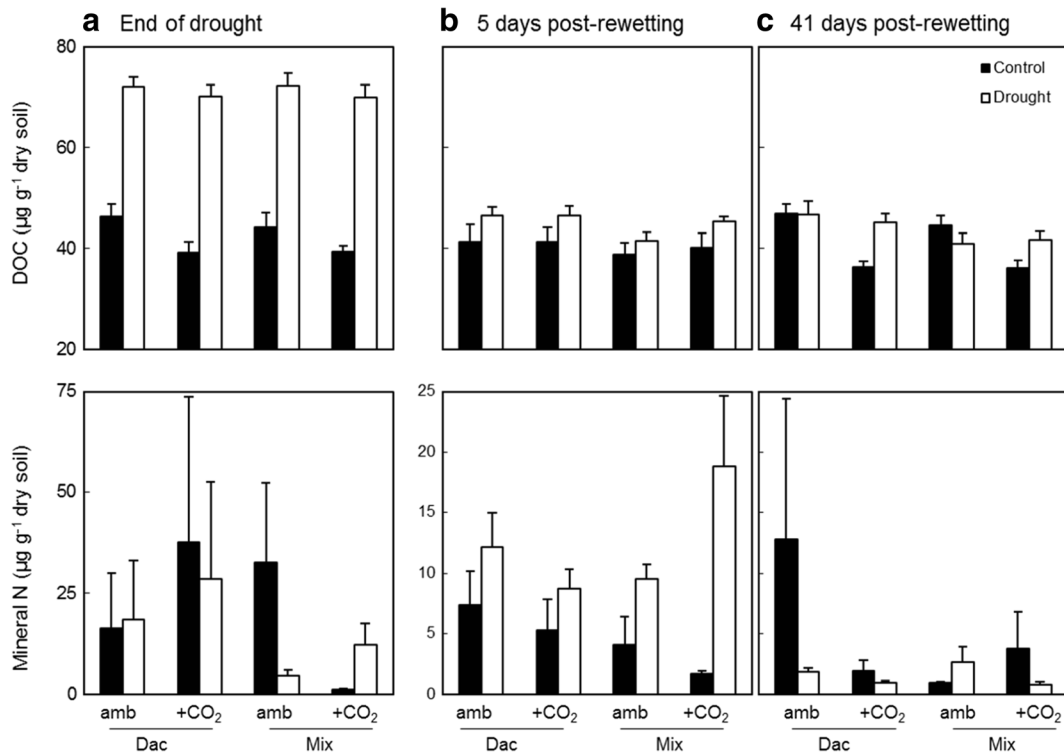 a End of drought
b 5 days post-rewetting
c 41 days post-rewetting
80
60
40
20
DOC (µg g⁻¹ dry soil)
Control
Drought
75
50
25
0
Mineral N (µg g⁻¹ dry soil)
25
20
15
10
5
0
amb +CO₂ amb +CO₂
Dac Mix
amb +CO₂ amb +CO₂
Dac Mix
amb +CO₂ amb +CO₂
Dac Mix